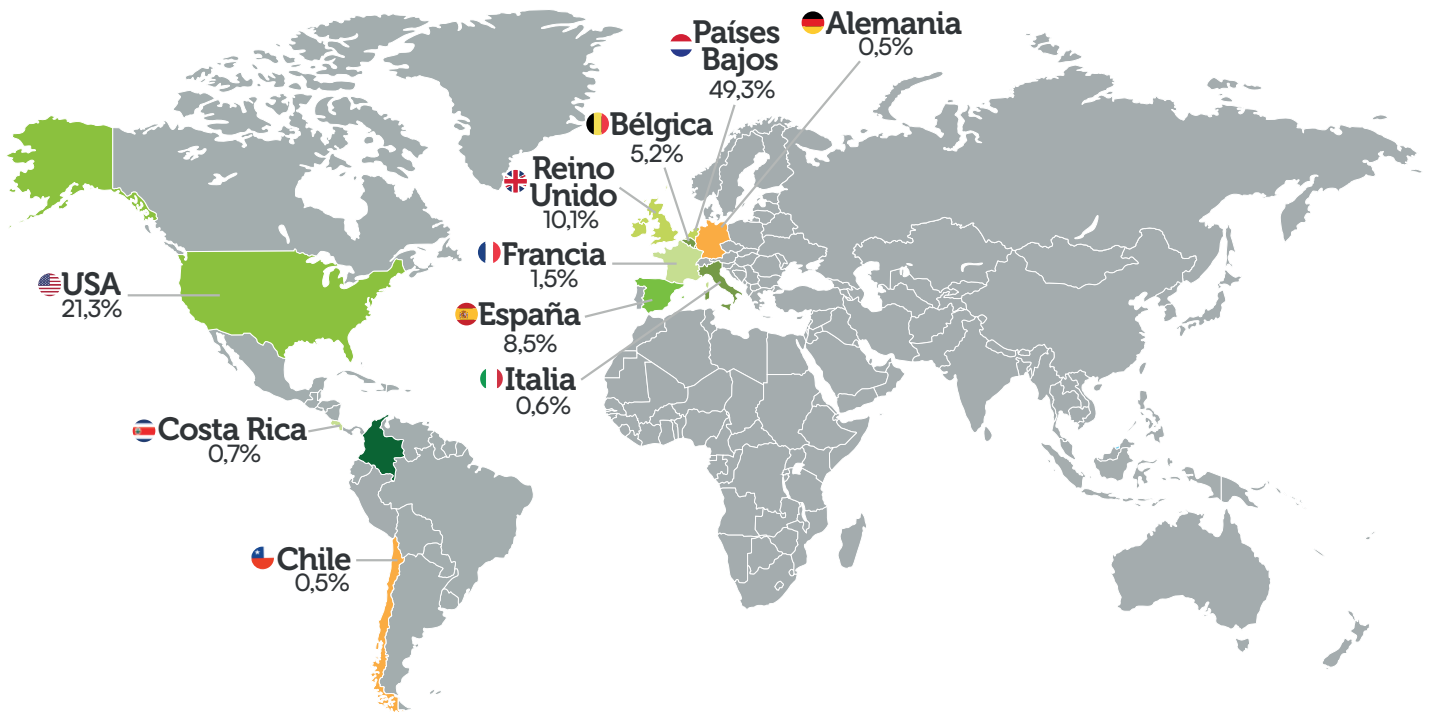 Alemania
0,5%
Países
Bajos
49,3%
Bélgica
5,2%
Reino
Unido
10,1%
Francia
1,5%
USA
21,3%
España
8,5%
Italia
0,6%
Costa Rica
0,7%
Chile
0,5%